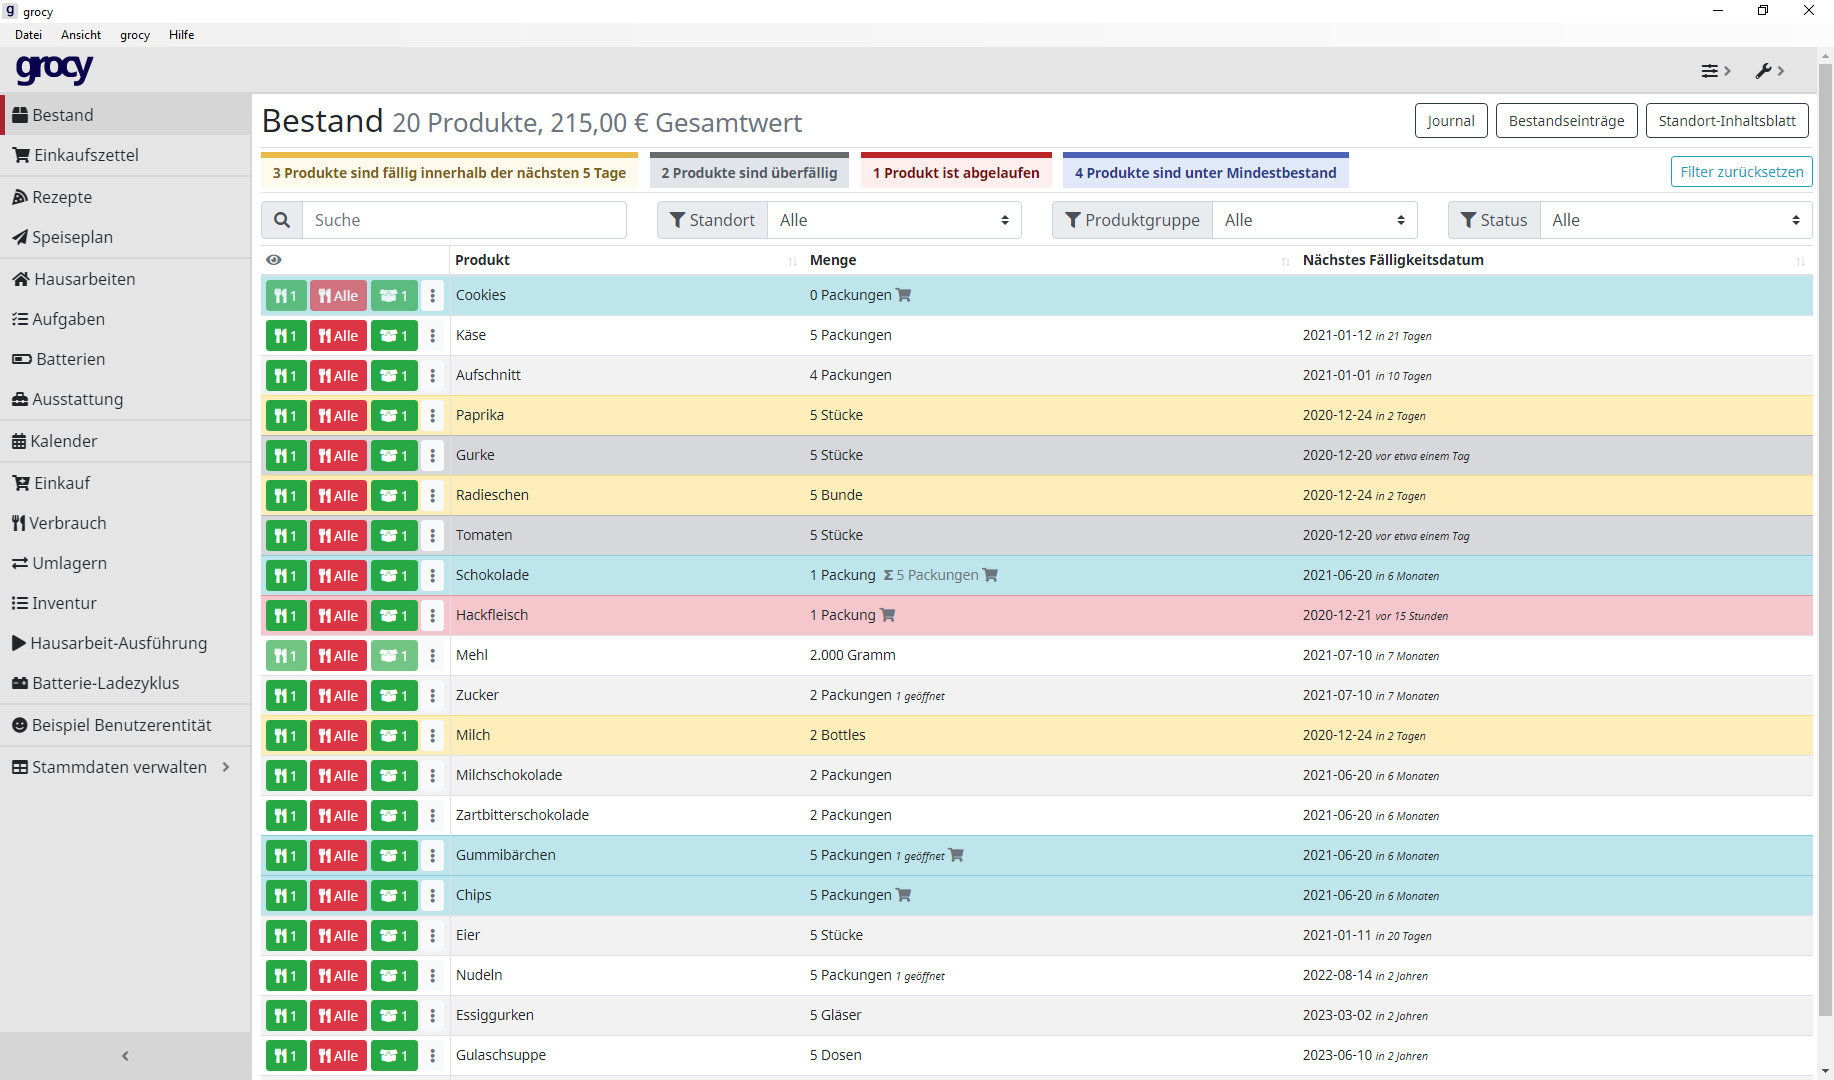 grocy
Datei Ansicht grocy Hilfe
grocy
Bestand
Einkaufszettel
Rezepte
Speiseplan
Hausarbeiten
Aufgaben
Batterien
Ausstattung
Kalender
Einkauf
Verbrauch
Umlagern
Inventur
Hausarbeit-Ausführung
Batterie-Ladezyklus
Beispiel Benutzerentität
Stammdaten verwalten
Bestand 20 Produkte, 215,00 € Gesamtwert
Journal Bestandseinträge Standort-Inhaltsblatt
3 Produkte sind fällig innerhalb der nächsten 5 Tage 2 Produkte sind überfällig 1 Produkt ist abgelaufen 4 Produkte sind unter Mindestbestand Filter zurücksetzen
Suche Standort Alle Produktgruppe Alle Status Alle
Produkt Menge Nächstes Fälligkeitsdatum
1 Alle 1 Cookies 0 Packungen
1 Alle 1 Käse 5 Packungen 2021-01-12 in 21 Tagen
1 Alle 1 Aufschnitt 4 Packungen 2021-01-01 in 10 Tagen
1 Alle 1 Paprika 5 Stücke 2020-12-24 in 2 Tagen
1 Alle 1 Gurke 5 Stücke 2020-12-20 vor etwa einem Tag
1 Alle 1 Radieschen 5 Bunde 2020-12-24 in 2 Tagen
1 Alle 1 Tomaten 5 Stücke 2020-12-20 vor etwa einem Tag
1 Alle 1 Schokolade 1 Packung Σ 5 Packungen 2021-06-20 in 6 Monaten
1 Alle 1 Hackfleisch 1 Packung 2020-12-21 vor 15 Stunden
1 Alle 1 Mehl 2.000 Gramm 2021-07-10 in 7 Monaten
1 Alle 1 Zucker 2 Packungen 1 geöffnet 2021-07-10 in 7 Monaten
1 Alle 1 Milch 2 Bottles 2020-12-24 in 2 Tagen
1 Alle 1 Milchschokolade 2 Packungen 2021-06-20 in 6 Monaten
1 Alle 1 Zartbitterschokolade 2 Packungen 2021-06-20 in 6 Monaten
1 Alle 1 Gummibärchen 5 Packungen 1 geöffnet 2021-06-20 in 6 Monaten
1 Alle 1 Chips 5 Packungen 2021-06-20 in 6 Monaten
1 Alle 1 Eier 5 Stücke 2021-01-11 in 20 Tagen
1 Alle 1 Nudeln 5 Packungen 1 geöffnet 2022-08-14 in 2 Jahren
1 Alle 1 Essiggurken 5 Gläser 2023-03-02 in 2 Jahren
1 Alle 1 Gulaschsuppe 5 Dosen 2023-06-10 in 2 Jahren